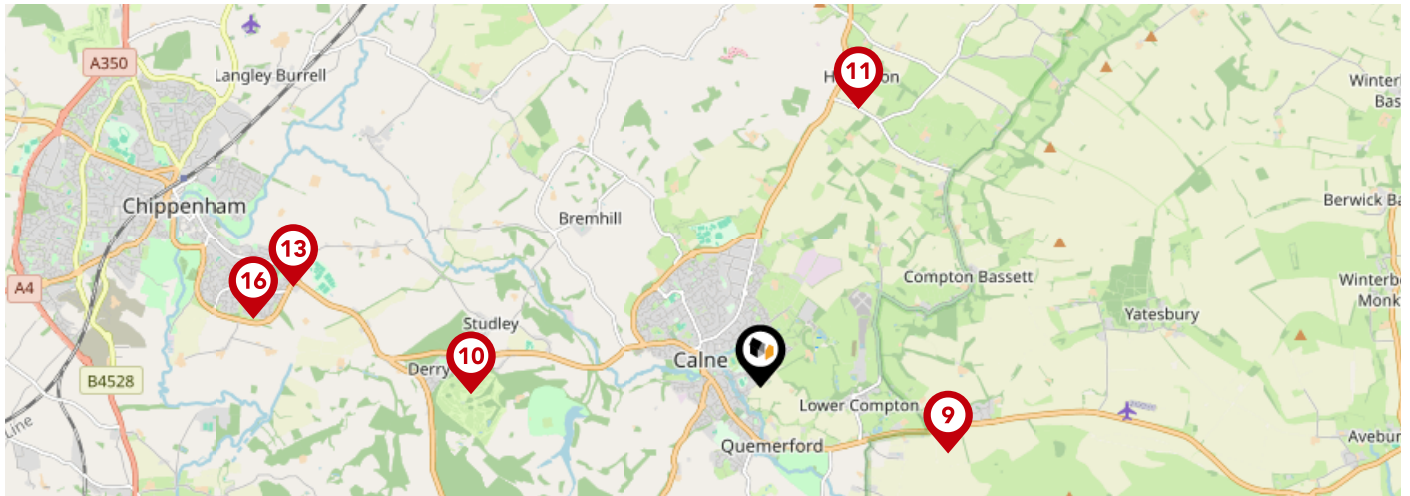 A350
Langley Burrell
11
Winter
Bas
Chippenham
Bremhill
Berwick Ba
13
16
A4
Compton Bassett
Winterb
Monk
Studley
Yatesbury
10
Derry
Calne
B4528
Lower Compton
9
Line
Quemerford
Avebur